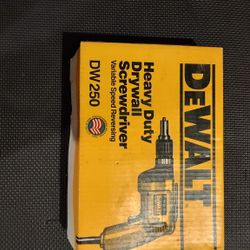 DEWALT
Heavy Duty
Drywall
Screwdriver
Variable Speed Reversing
DW250